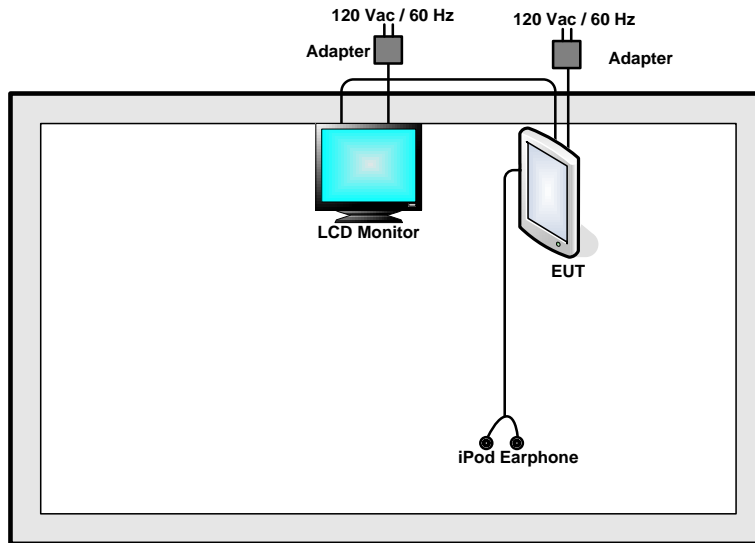 120 Vac / 60 Hz
120 Vac / 60 Hz
Adapter
Adapter
LCD Monitor
EUT
iPod Earphone